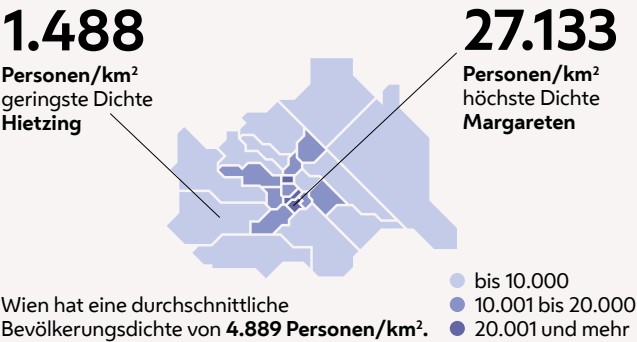 1.488
Personen/km²
geringste Dichte
Hietzing
27.133
Personen/km²
höchste Dichte
Margareten
Wien hat eine durchschnittliche
Bevölkerungsdichte von 4.889 Personen/km².
bis 10.000
10.001 bis 20.000
20.001 und mehr